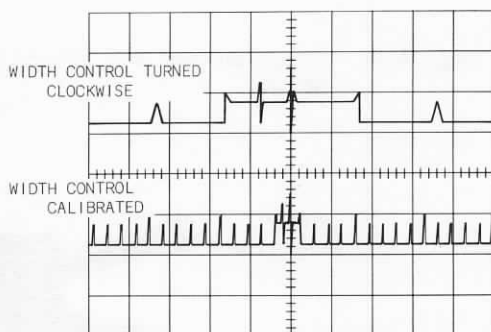 WIDTH CONTROL TURNED
CLOCKWISE
WIDTH CONTROL
CALIBRATED